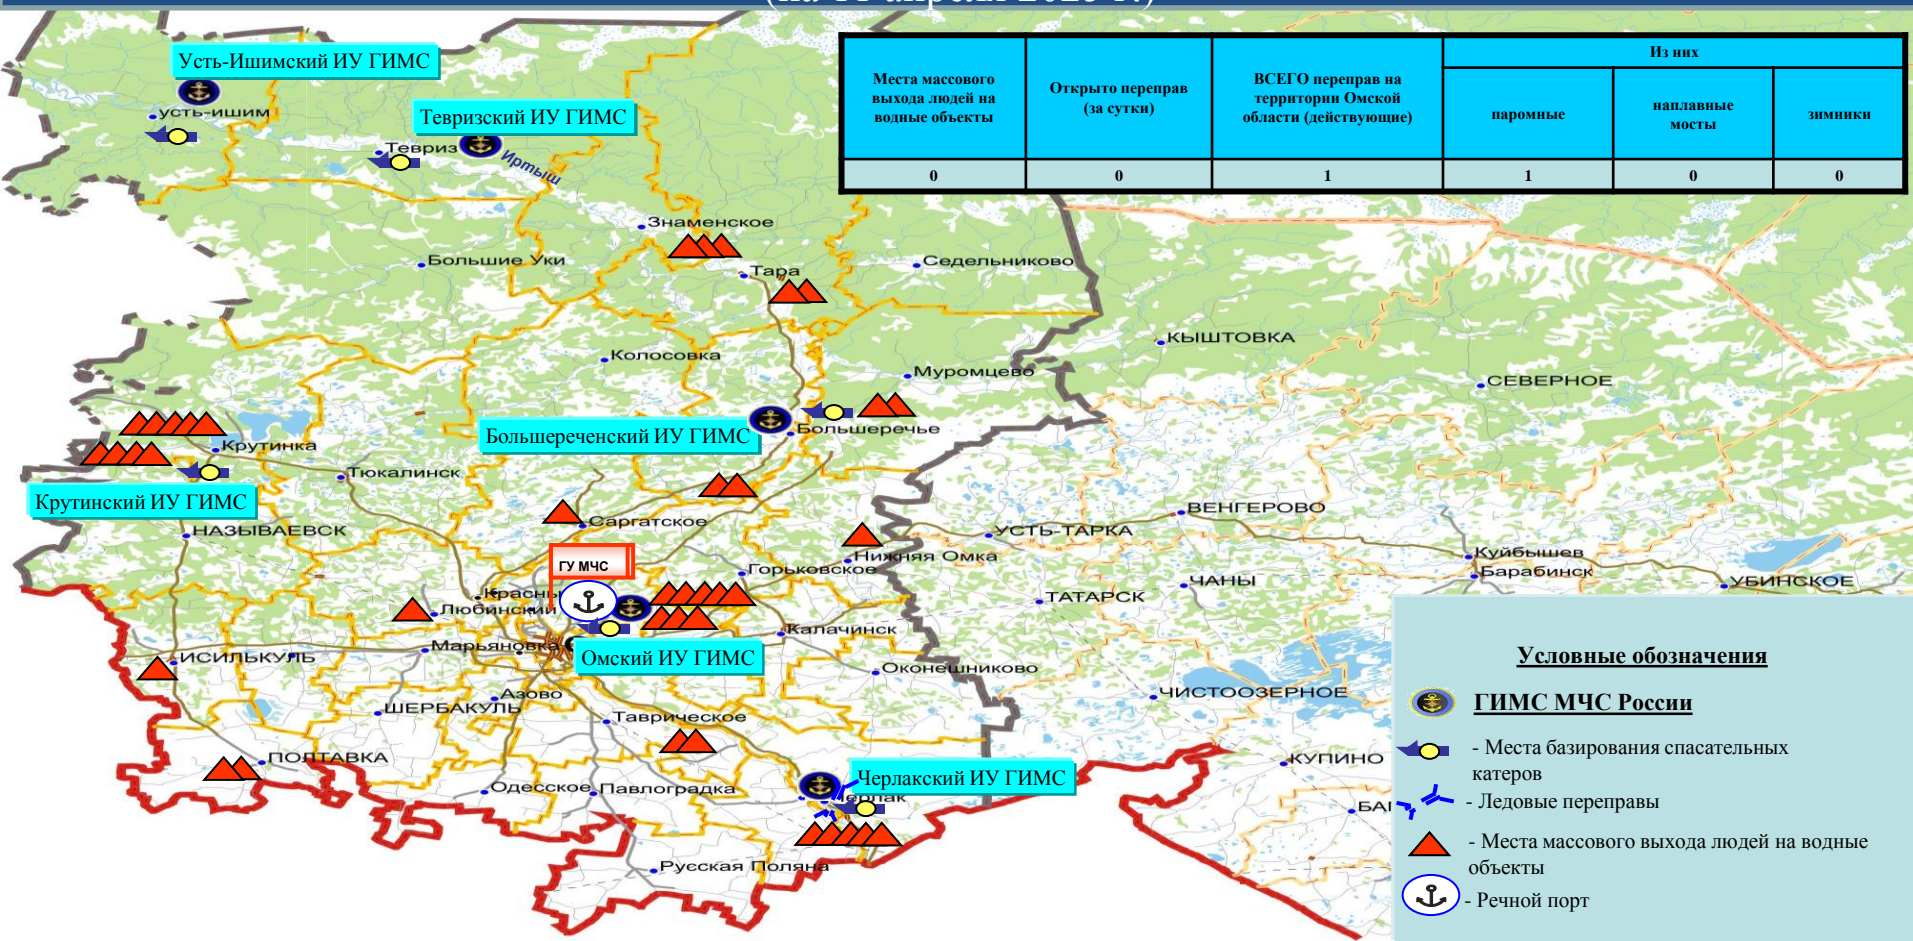 Усть-Ишимский ИУ ГИМС
усть-ишим
Тевризский ИУ ГИМС
Тевриз
Иртыш
Места массового
выхода людей на
водные объекты
Открыто переправ
(за сутки)
ВСЕГО переправ на
территории Омской
области (действующие)
Из них
паромные
наплавные
мосты
зимники
0 0 1 1 0 0
Знаменское
Большие Уки
Тара
Седельниково
КЫШТОВКА
Колосовка
Муромцево
СЕВЕРНОЕ
Большереченский ИУ ГИМС
Большеречье
Крутинка
Тюкалинск
Крутинский ИУ ГИМС
НАЗЫВАЕВСК
Саргатское
ВЕНГЕРОВО
УСТЬ-ТАРКА
Нижняя Омка
Куйбышев
Барабинск
УБИНСКОЕ
ГУ МЧС
Горьковское
ЧАНЫ
ТАТАРСК
Любинский
Калачинск
Марьяновка
Омский ИУ ГИМС
ИСИЛЬКУЛЬ
Оконешниково
Азово
ЧИСТООЗЕРНОЕ
ШЕРБАКУЛЬ
Таврическое
ПОЛТАВКА
КУПИНО
Черлакский ИУ ГИМС
Одесское
Павлоградка
Русская Поляна
Условные обозначения
ГИМС МЧС России
- Места базирования спасательных
катеров
- Ледовые переправы
- Места массового выхода людей на водные
объекты
- Речной порт